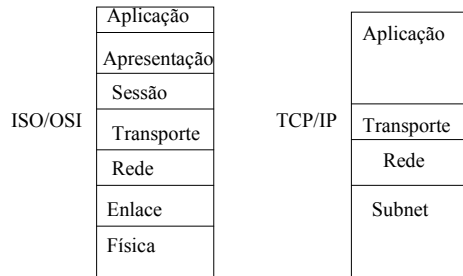 ISO/OSI
Aplicação
Apresentação
Sessão
Transporte
Rede
Enlace
Física
TCP/IP
Aplicação
Transporte
Rede
Subnet